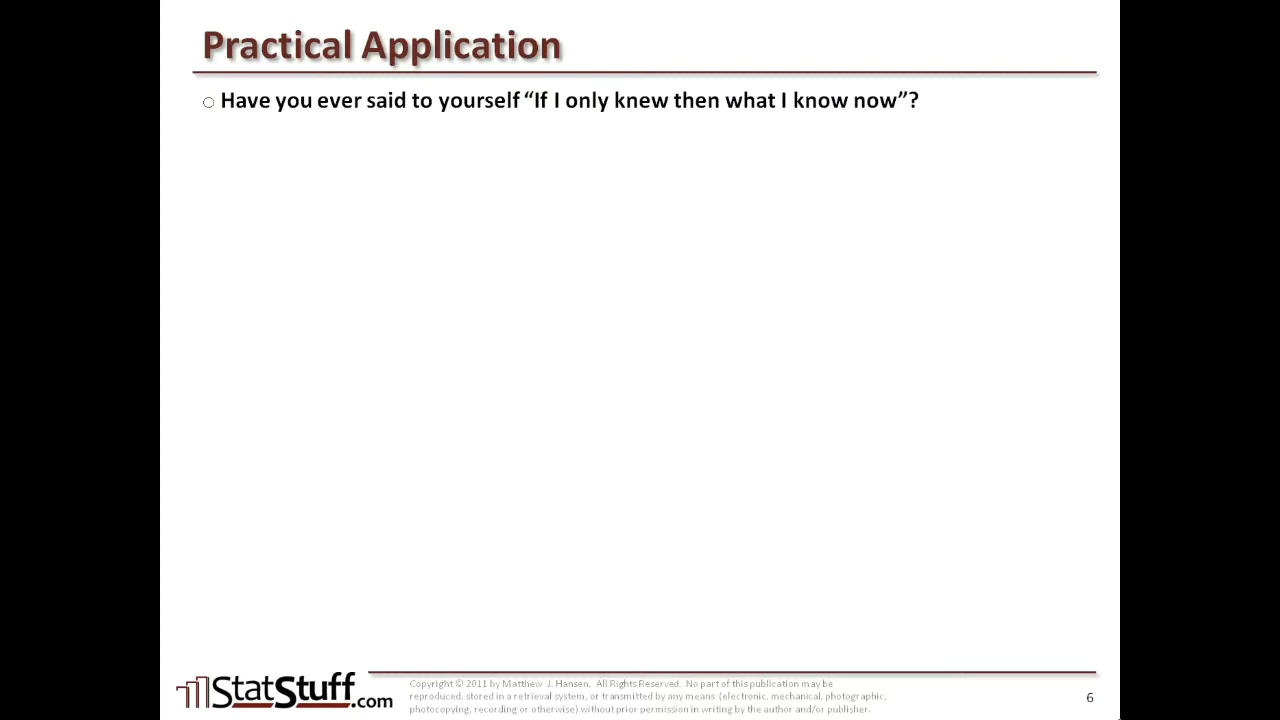 Practical Application
○ Have you ever said to yourself “If I only knew then what I know now”?
StatStuff.com
Copyright © 2011 by Matthew J. Hansen. All Rights Reserved. No part of this publication may be
reproduced, stored in a retrieval system, or transmitted by any means (electronic, mechanical, photographic,
photocopying, recording or otherwise) without prior permission in writing by the author and/or publisher.
6